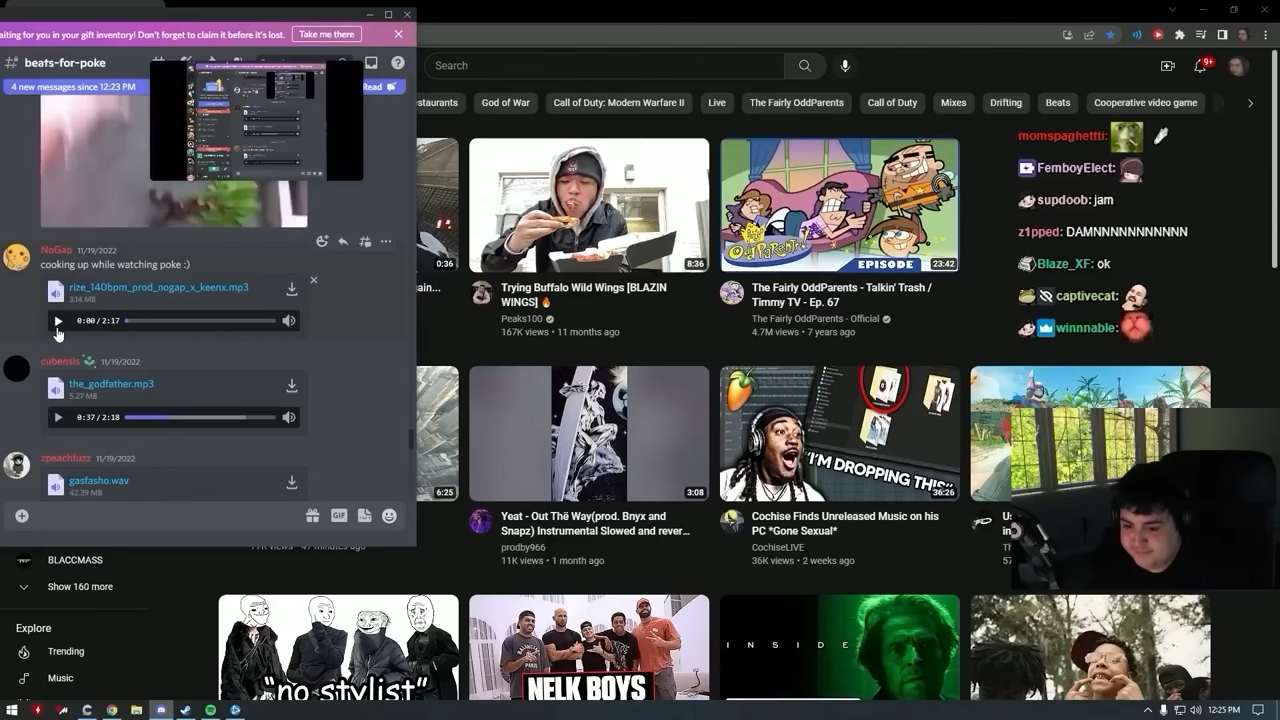 aiting for you in your gift inventory! Don't forget to claim it before it's lost.
Take me there
# beats-for-poke
4 new messages since 12:23 PM
Read
NoGap 11/19/2022
cooking up while watching poke :)
rize_140bpm_prod_nogap_x_keenx.mp3
3.14 MB
0:00 / 2:17
cubensis 11/19/2022
the_godfather.mp3
5.27 MB
0:37 / 2:18
zpeachfuzz 11/19/2022
gasfasho.wav
42.39 MB
GIF
BLACCMASS
Show 160 more
Explore
Trending
Music
Search
9+
estaurants
God of War
Call of Duty: Modern Warfare II
Live
The Fairly OddParents
Call of Duty
Mixes
Drifting
Beats
Cooperative video game
0:36
8:36
ODD PARENTS
EPISODE
23:42
gain...
Trying Buffalo Wild Wings [BLAZIN
WINGS]
Peaks100
167K views • 11 months ago
The Fairly OddParents - Talkin' Trash /
Timmy TV - Ep. 67
The Fairly OddParents - Official
4.7M views • 7 years ago
momspaghettti:
FemboyElect:
supdoob: jam
z1pped: DAMNNNNNNNNNNN
Blaze_XF: ok
captivecat:
winnnable:
6:25
3:08
"I'M DROPPING THIS"
36:26
Yeat - Out Thë Way(prod. Bnyx and
Snapz) Instrumental Slowed and rever...
prodby966
11K views • 1 month ago
Cochise Finds Unreleased Music on his
PC *Gone Sexual*
CochiseLIVE
36K views • 2 weeks ago
"no stylist"
NELK BOYS
INSIDE
12:25 PM